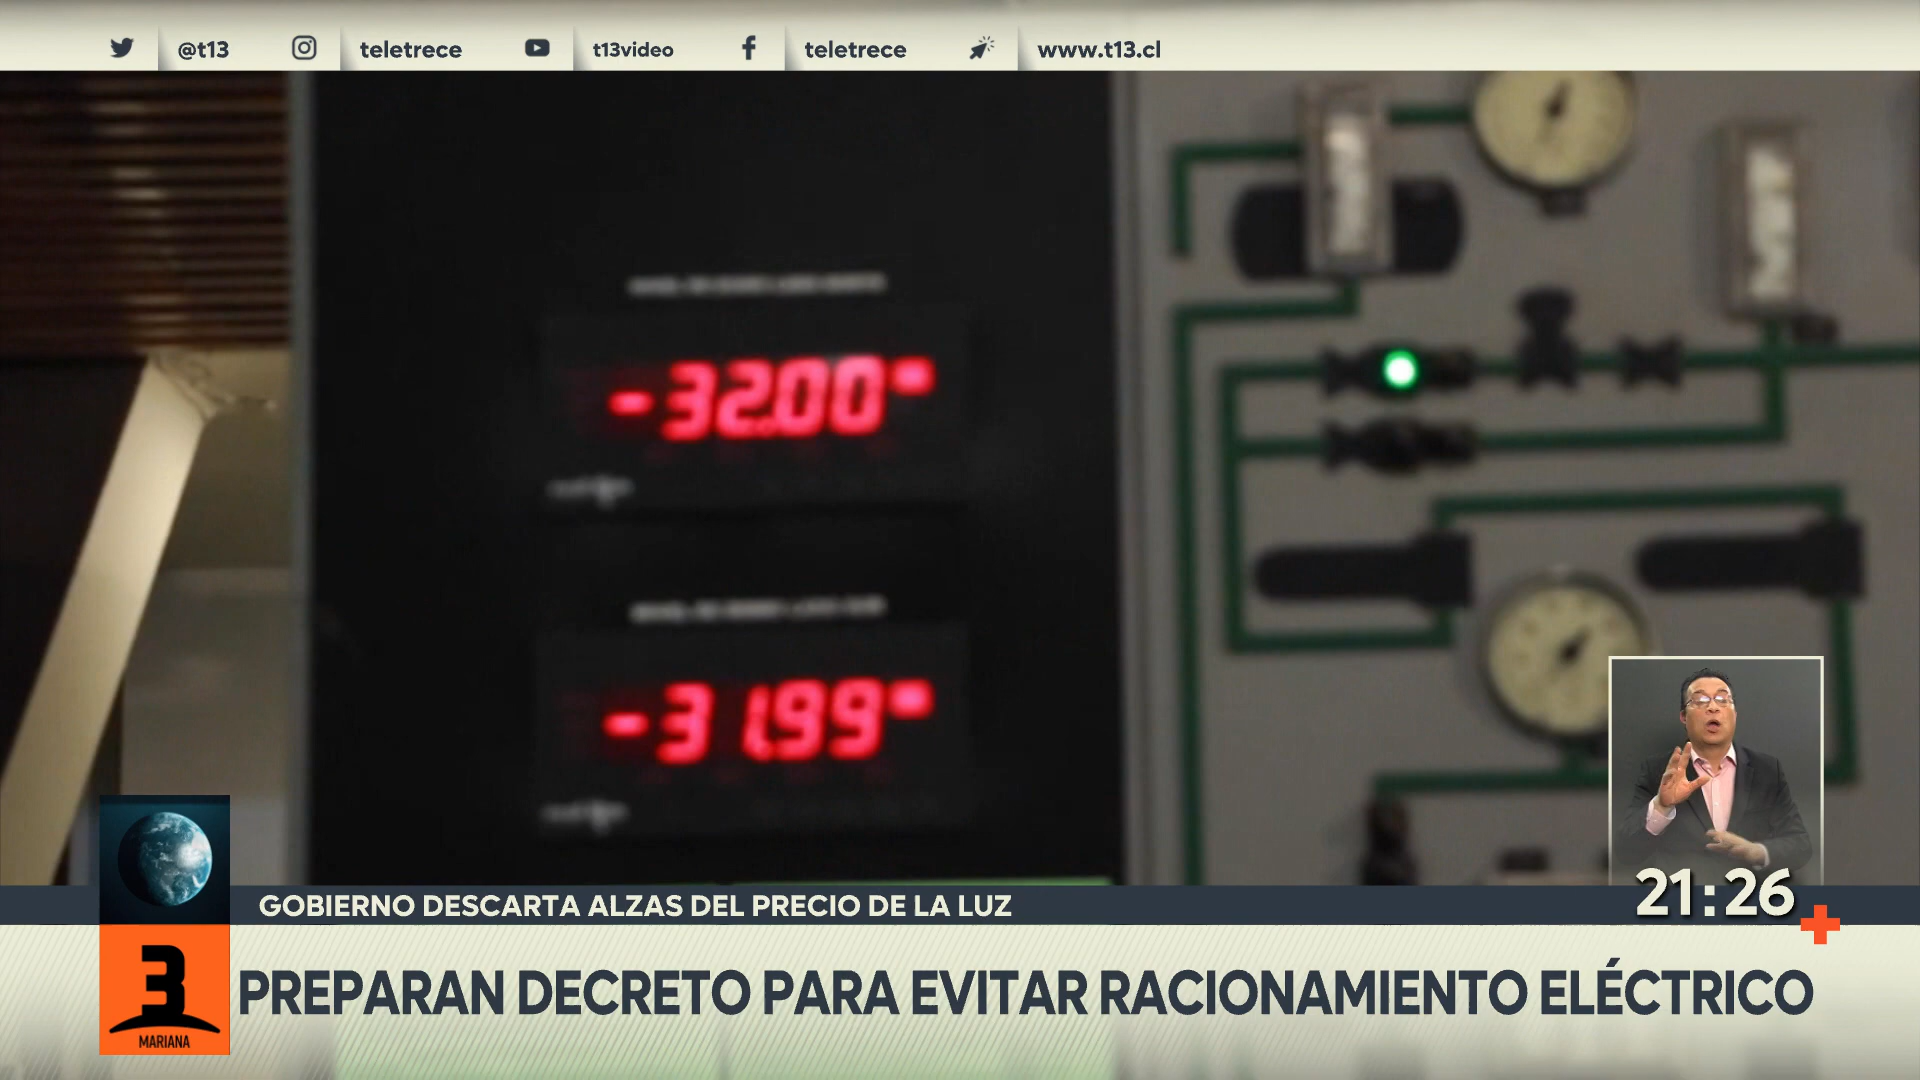 @t13
teletrece
t13video
teletrece
www.t13.cl
-32.00
-31.99
21:26
GOBIERNO DESCARTA ALZAS DEL PRECIO DE LA LUZ
3
MARIANA
PREPARAN DECRETO PARA EVITAR RACIONAMIENTO ELÉCTRICO